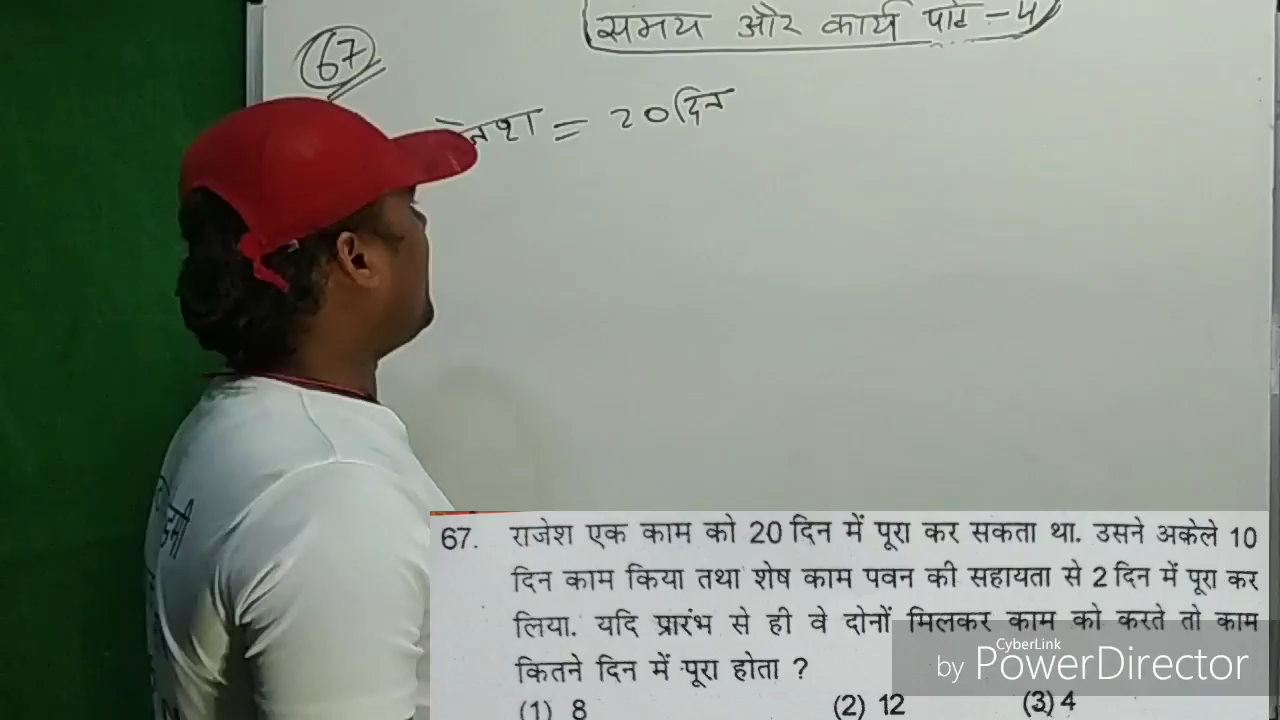 समय और कार्य पार्ट - 4
67
= 20 दिन
67. राजेश एक काम को 20 दिन में पूरा कर सकता था. उसने अकेले 10
दिन काम किया तथा शेष काम पवन की सहायता से 2 दिन में पूरा कर
लिया. यदि प्रारंभ से ही वे दोनों मिलकर काम को करते तो काम
कितने दिन में पूरा होता ?
(1) 8 (2) 12 (3) 4
CyberLink
by PowerDirector